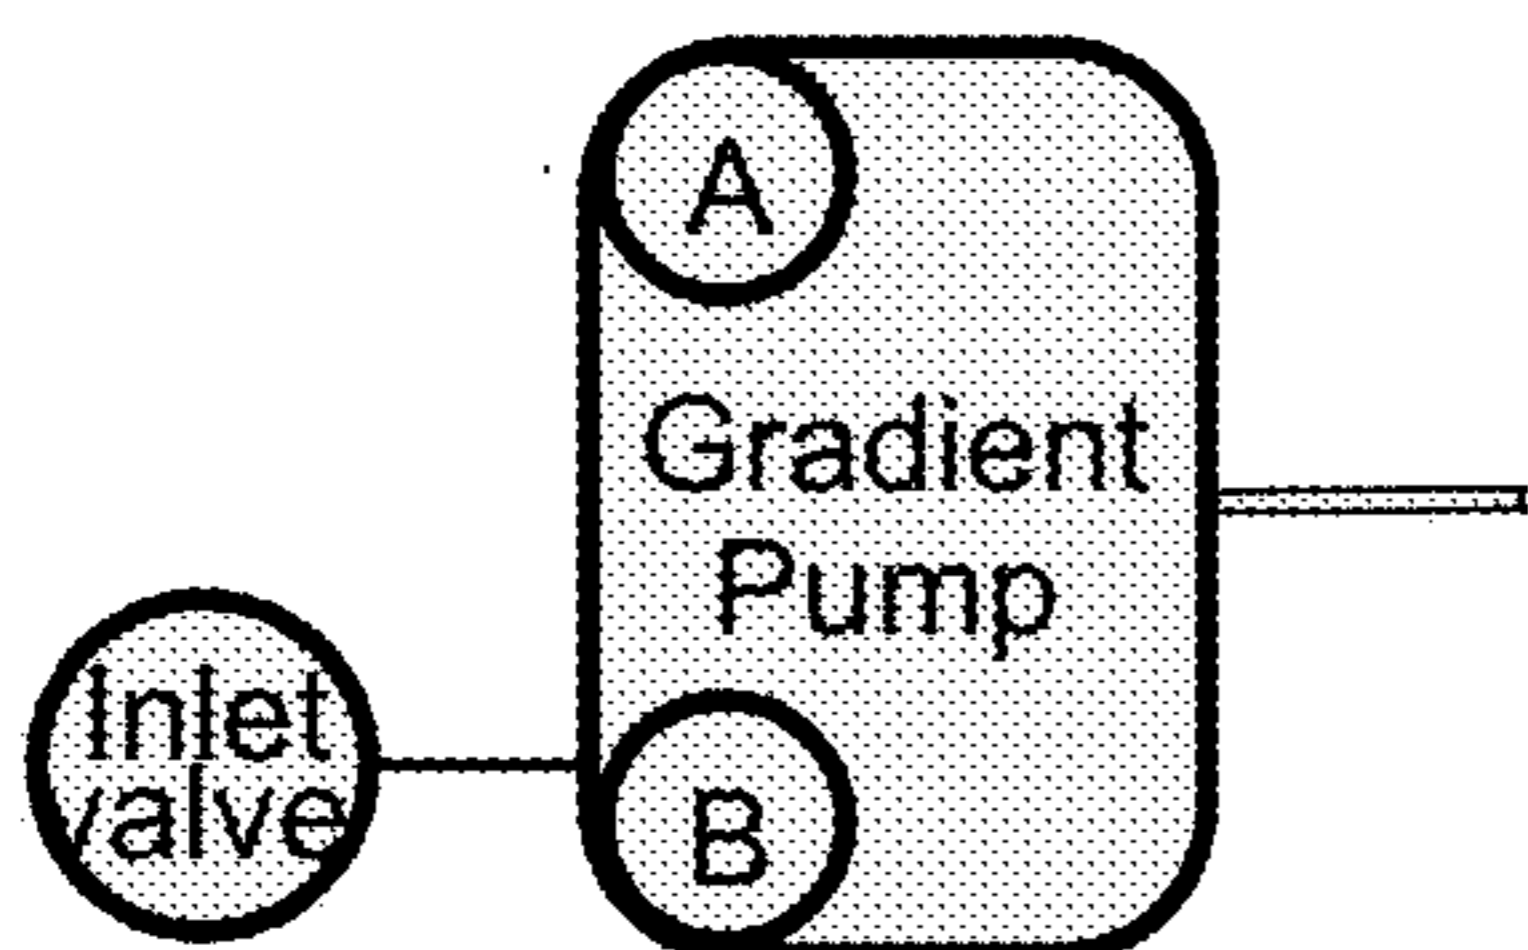 A
Gradient
Pump
Inlet
valve
B